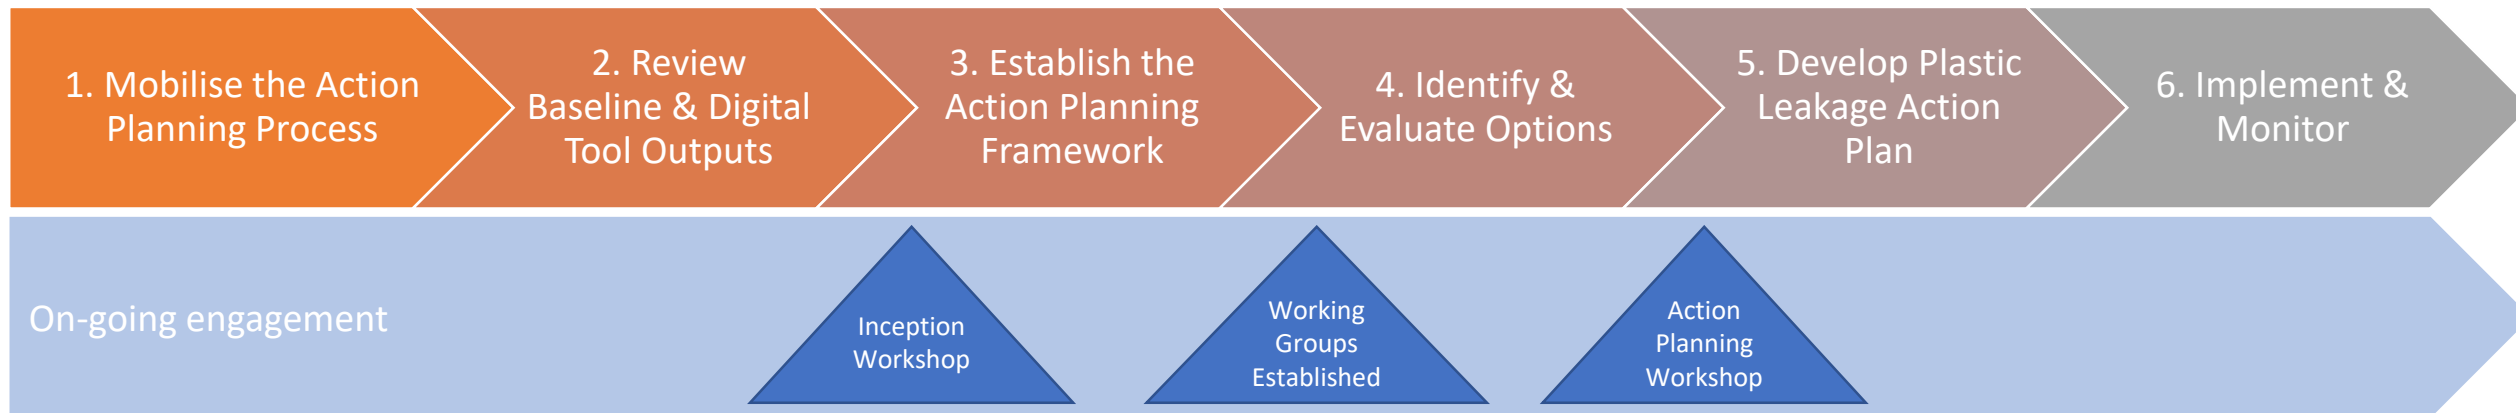 1. Mobilise the Action
Planning Process
2. Review
Baseline & Digital
Tool Outputs
3. Establish the
Action Planning
Framework
4. Identify &
Evaluate Options
5. Develop Plastic
Leakage Action
Plan
6. Implement &
Monitor
On-going engagement
Inception
Workshop
Working
Groups
Established
Action
Planning
Workshop